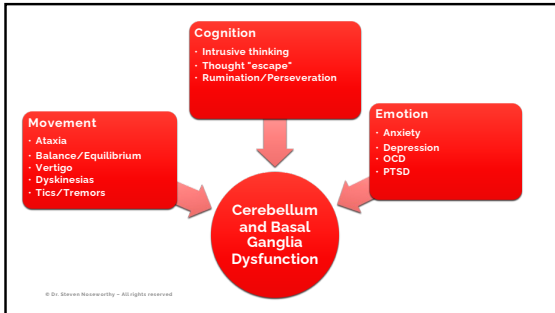 Cognition
· Intrusive thinking
· Thought "escape"
· Rumination/Perseveration
Movement
· Ataxia
· Balance/Equilibrium
· Vertigo
· Dyskinesias
· Tics/Tremors
Emotion
· Anxiety
· Depression
· OCD
· PTSD
Cerebellum
and Basal
Ganglia
Dysfunction
© Dr. Steven Noseworthy – All rights reserved